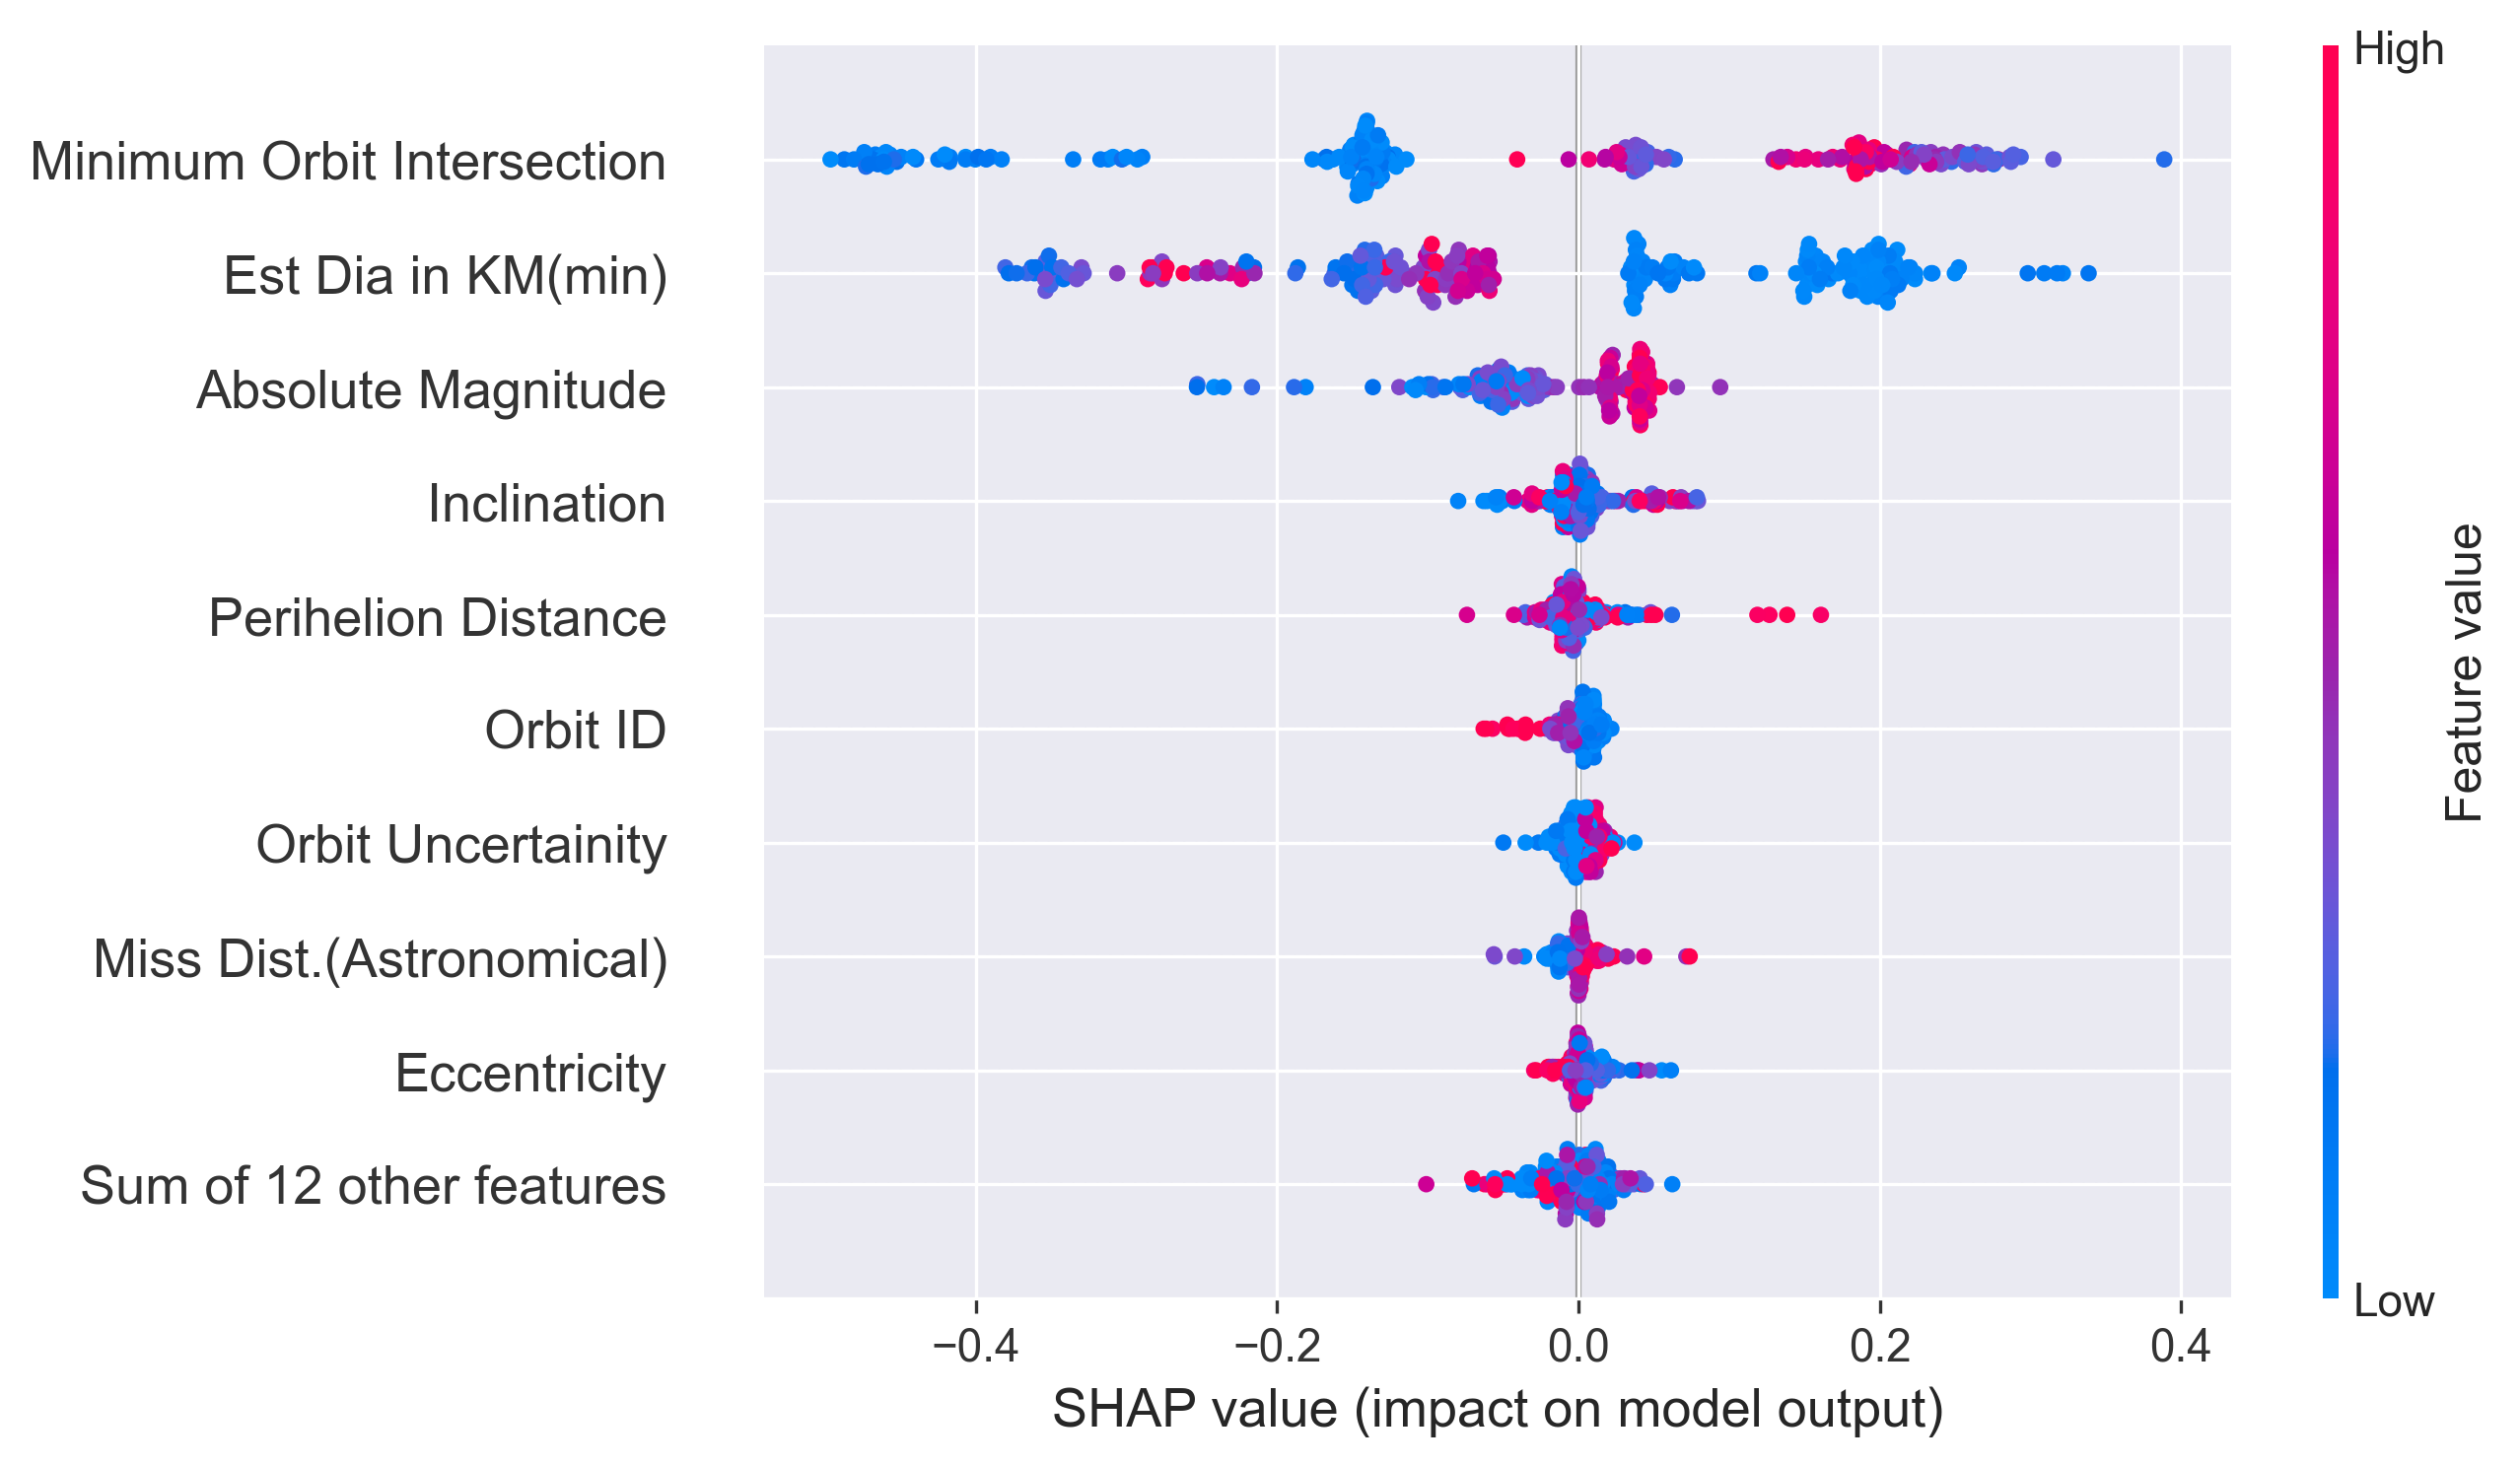 High
Minimum Orbit Intersection
Est Dia in KM(min)
Absolute Magnitude
Inclination
Perihelion Distance
Orbit ID
Orbit Uncertainity
Miss Dist.(Astronomical)
Eccentricity
Sum of 12 other features
Feature value
Low
−0.4 −0.2 0.0 0.2 0.4
SHAP value (impact on model output)